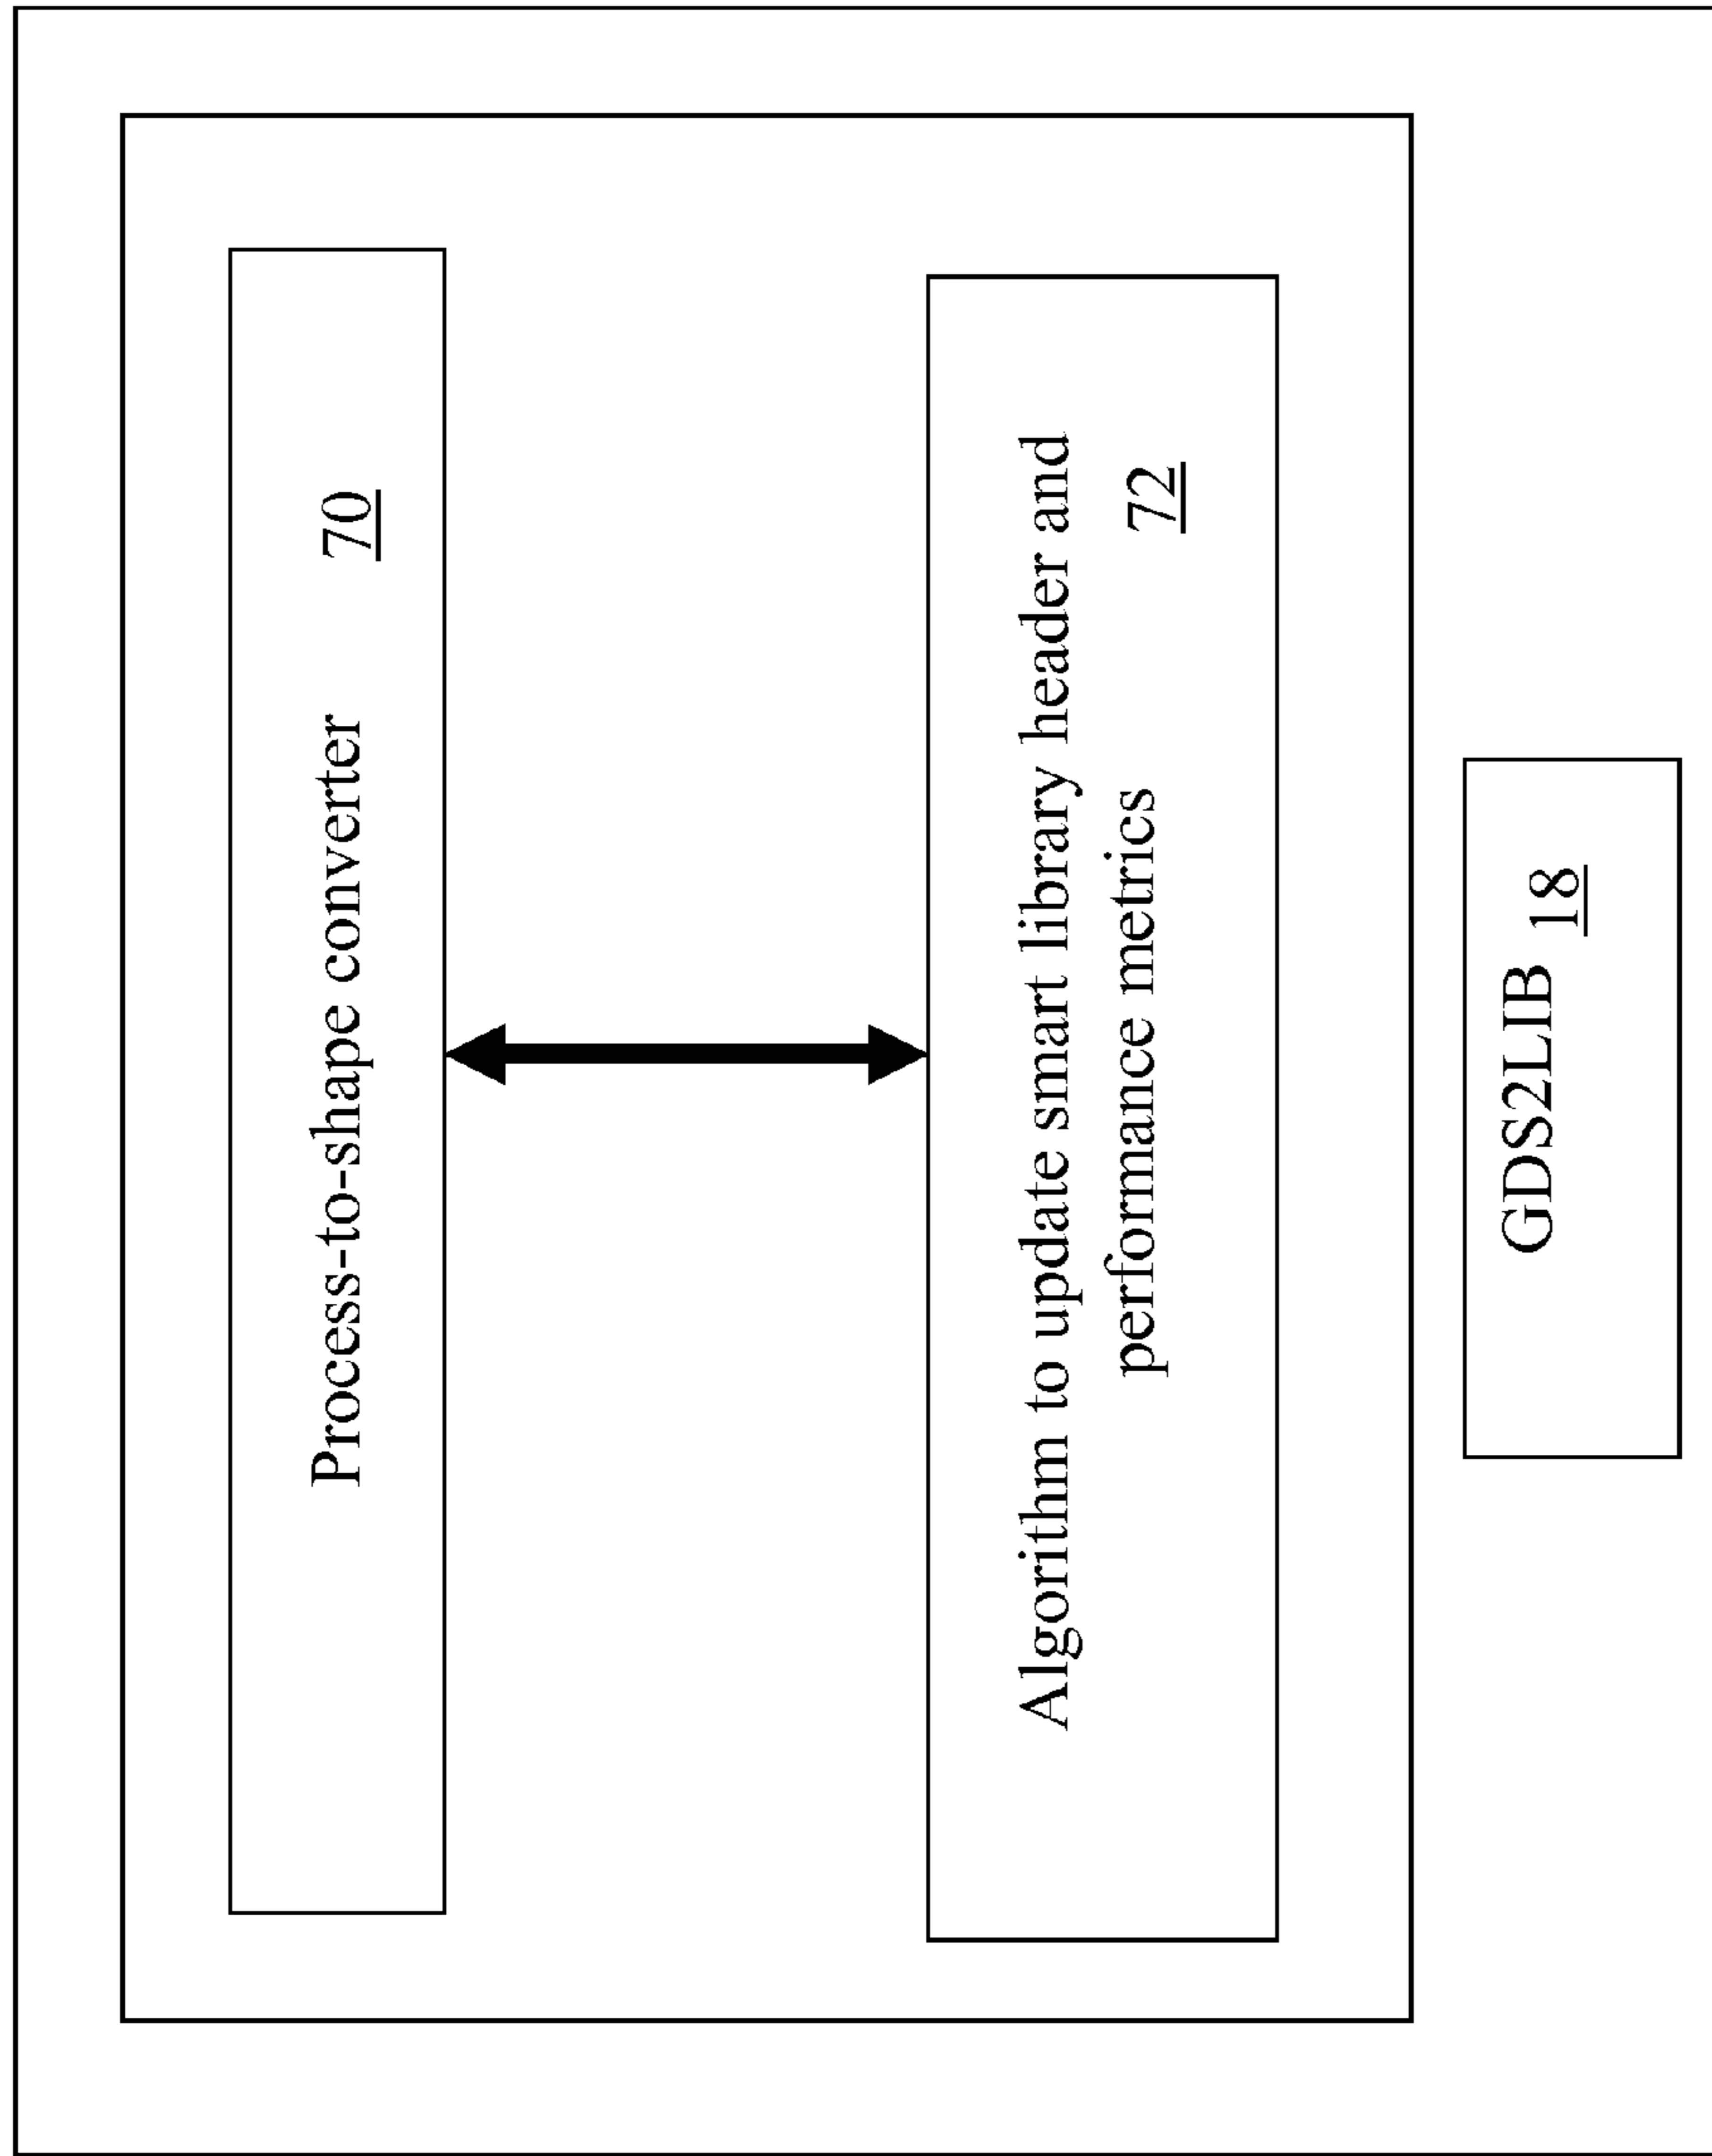 Process-to-shape converter 70
Algorithm to update smart library header and
performance metrics 72
GDS2LIB 18